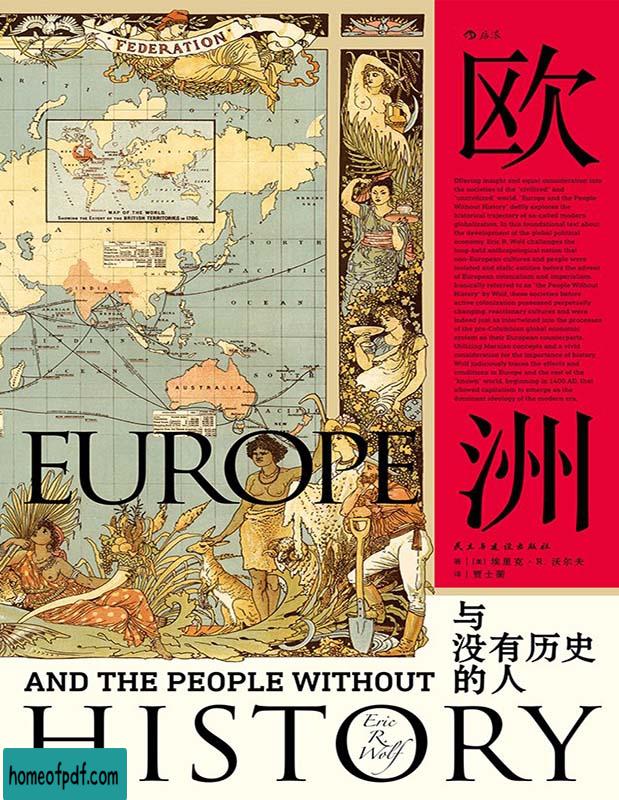 FEDERATION
MAP OF THE WORLD.
SHOWING THE EXTENT OF THE BRITISH TERRITORIES IN 1786.
ASIA
NORTH
PACIFIC
OCEAN
INDIA
AUSTRALIA
后浪
欧
洲
Offering insight and equal consideration into
the societies of the "civilized" and
"uncivilized" world, "Europe and the People
Without History" deftly explores the
historical trajectory of so-called modern
globalization. In this foundational text about
the development of the global political
economy, Eric R. Wolf challenges the
long-held anthropological notion that
non-European cultures and people were
isolated and static entities before the advent
of European colonialism and imperialism.
Ironically referred to as "the People Without
History" by Wolf, these societies before
active colonization possessed perpetually
changing, reactionary cultures and were
indeed just as intertwined into the processes
of the pre-Columbian global economic
system as their European counterparts.
Utilizing Marxian concepts and a vivid
consideration for the importance of history,
Wolf judiciously traces the effects and
conditions in Europe and the rest of the
"known" world, beginning in 1400 AD, that
allowed capitalism to emerge as the
dominant ideology of the modern era.
民主与建设出版社
著 [美] 埃里克·R. 沃尔夫
译 贾士蘅
EUROPE
与
没有历史
的人
AND THE PEOPLE WITHOUT
HISTORY
Eric
R.
Wolf
homeofpdf.com